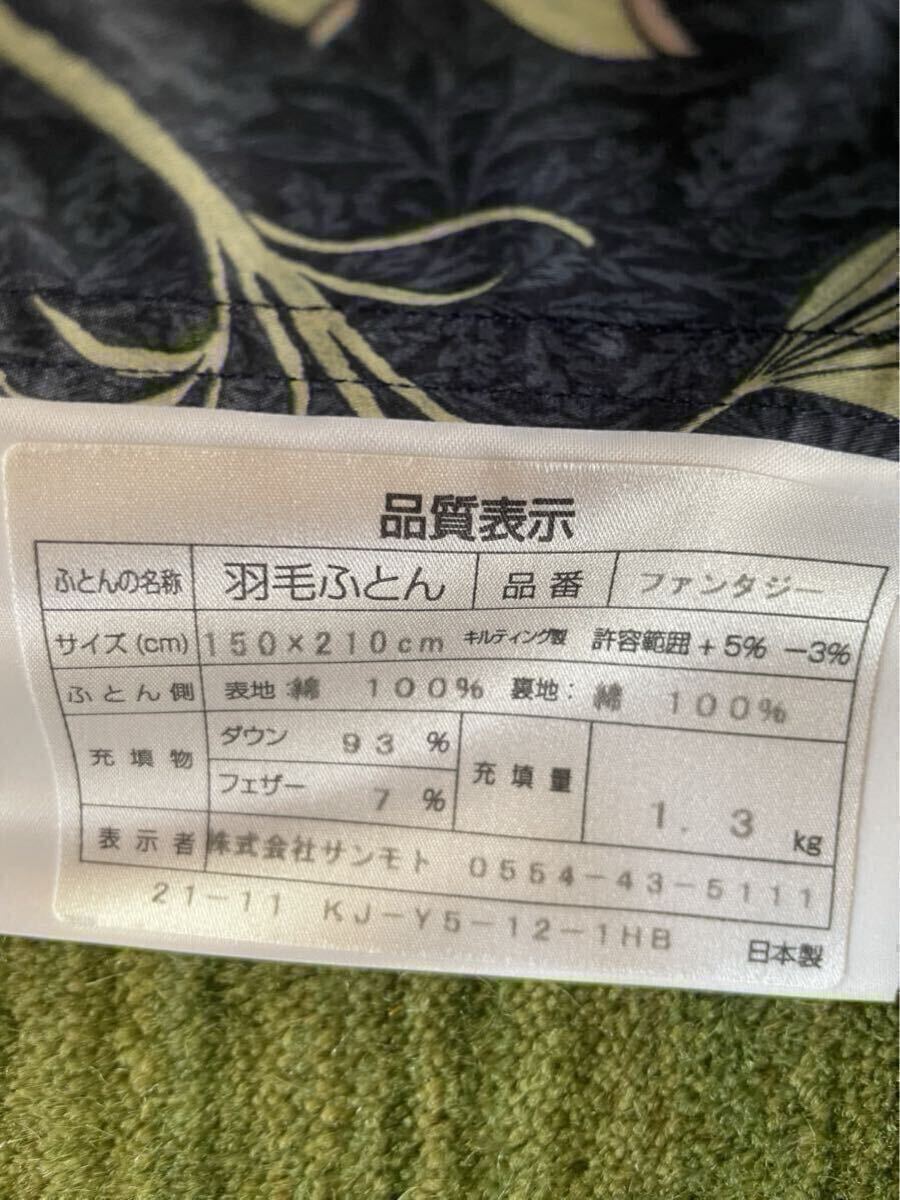 品質表示
ふとんの名称 羽毛ふとん 品番 ファンタジー
サイズ(cm) 150×210cm キルティング製 許容範囲+5% -3%
ふとん側 表地:綿 100% 裏地:綿 100%
充填物 ダウン 93% 充填量 1.3kg
フェザー 7%
表示者 株式会社サンモト 0554-43-5111
21-11 KJ-Y5-12-1HB
日本製